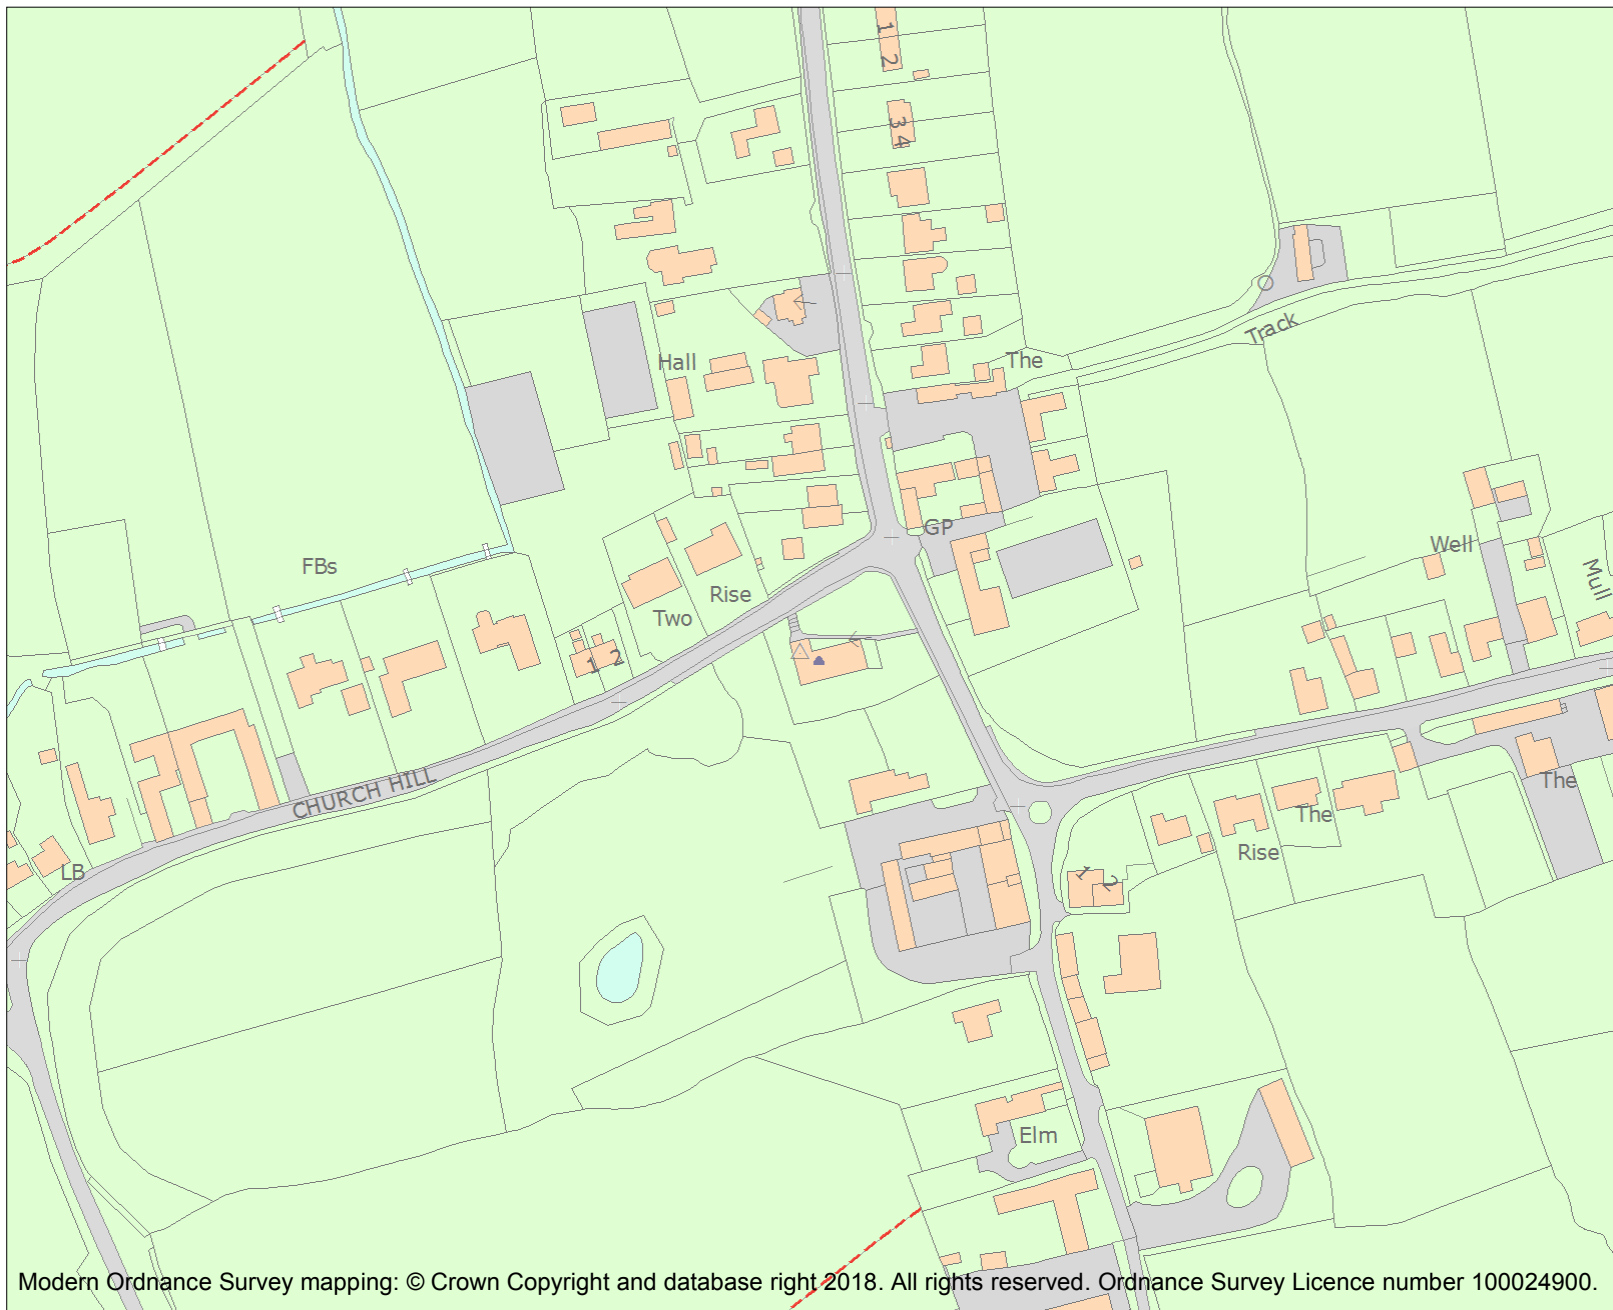 1 2
3 4
Track
Hall
The
GP
Well
FBs
Mull
Rise
Two
1 2
CHURCH HILL
The
The
Rise
LB
1 2
Elm
Modern Ordnance Survey mapping: © Crown Copyright and database right 2018. All rights reserved. Ordnance Survey Licence number 100024900.